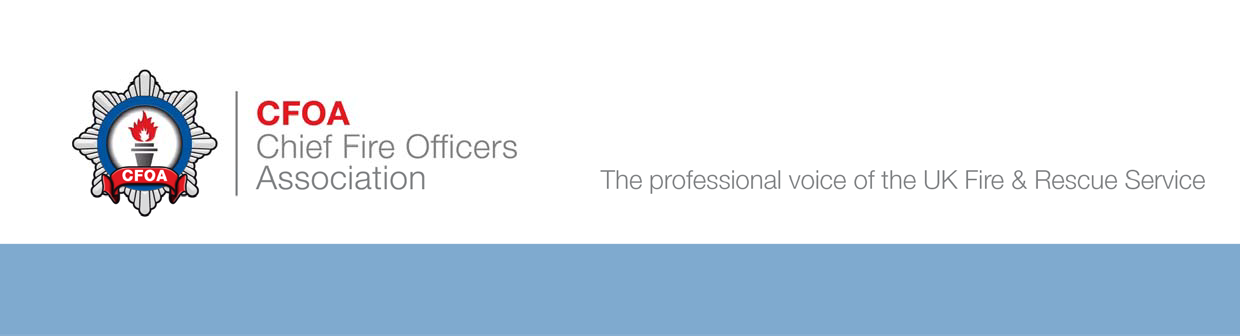 CFOA
CFOA
Chief Fire Officers
Association
The professional voice of the UK Fire & Rescue Service